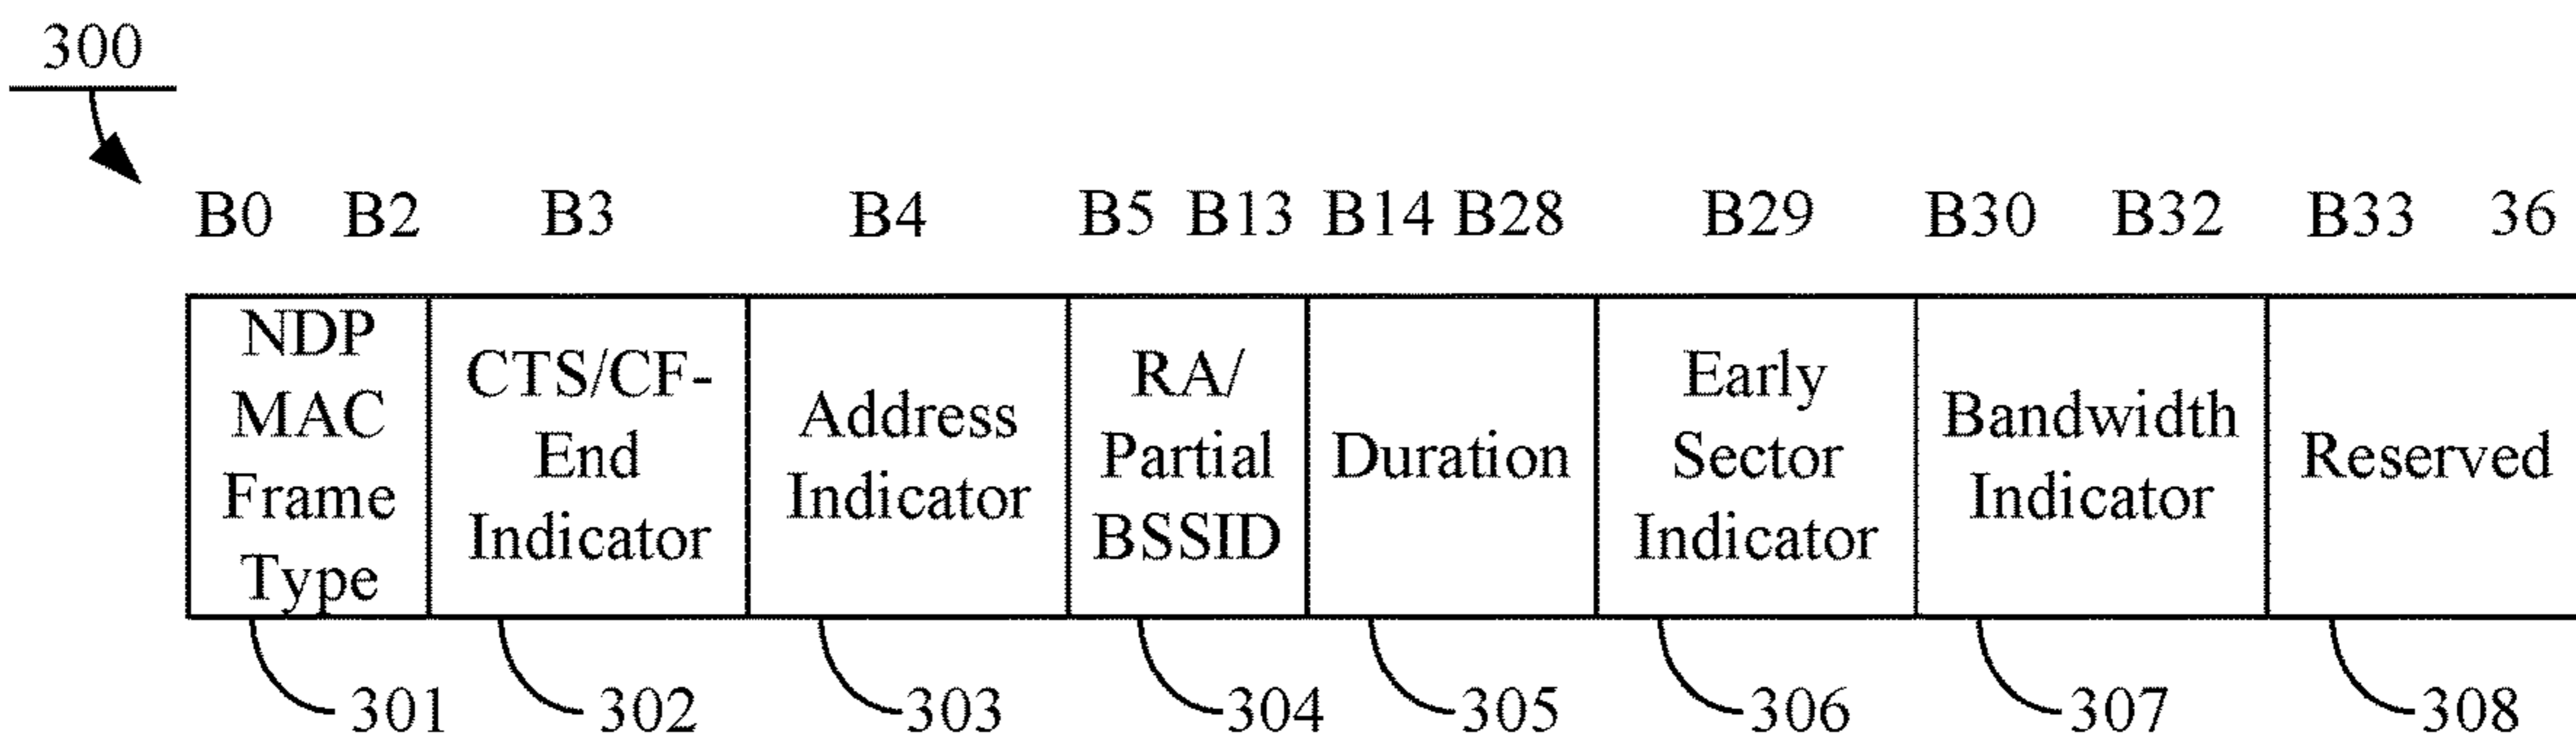 300
B0 B2 B3 B4 B5 B13 B14 B28 B29 B30 B32 B33 36
NDP
MAC
Frame
Type
CTS/CF-
End
Indicator
Address
Indicator
RA/
Partial
BSSID
Duration
Early
Sector
Indicator
Bandwidth
Indicator
Reserved
301 302 303 304 305 306 307 308